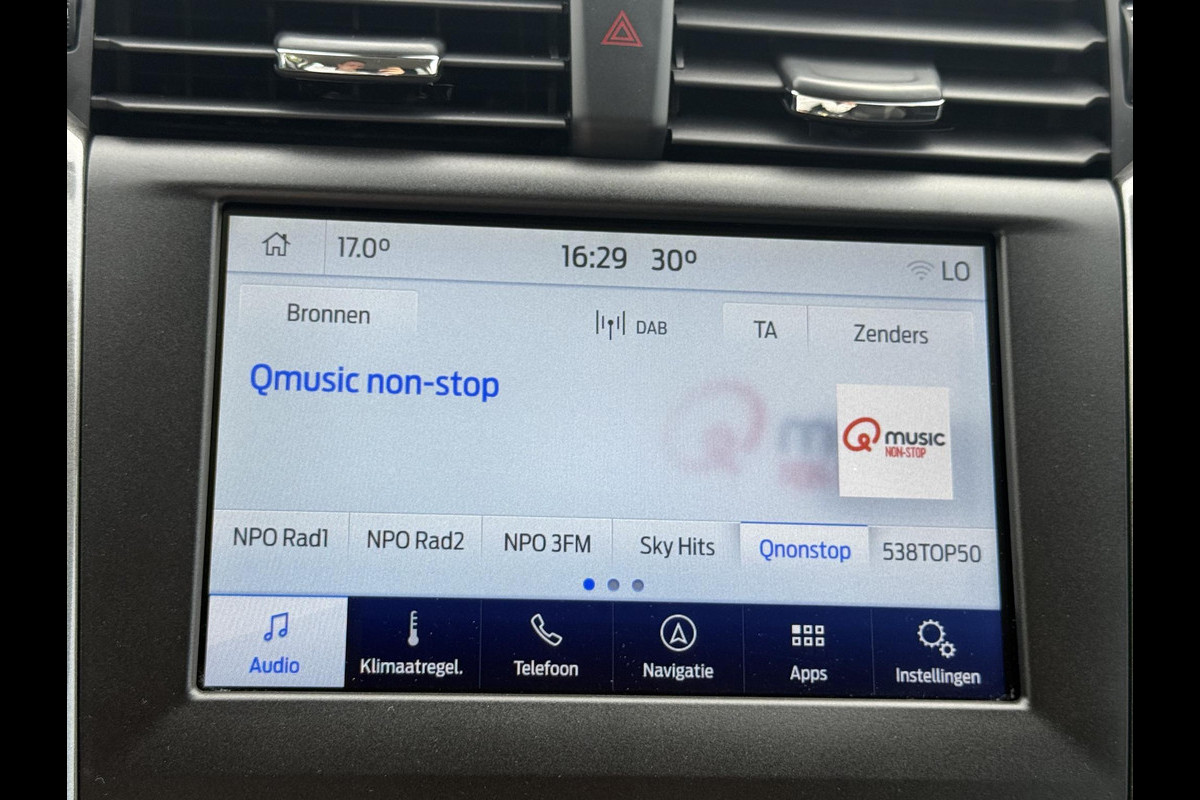 17.0° 16:29 30° LO
Bronnen DAB TA Zenders
Qmusic non-stop
Q music
NON-STOP
NPO Rad1 NPO Rad2 NPO 3FM Sky Hits Qnonstop 538TOP50
Audio Klimaatregel. Telefoon Navigatie Apps Instellingen